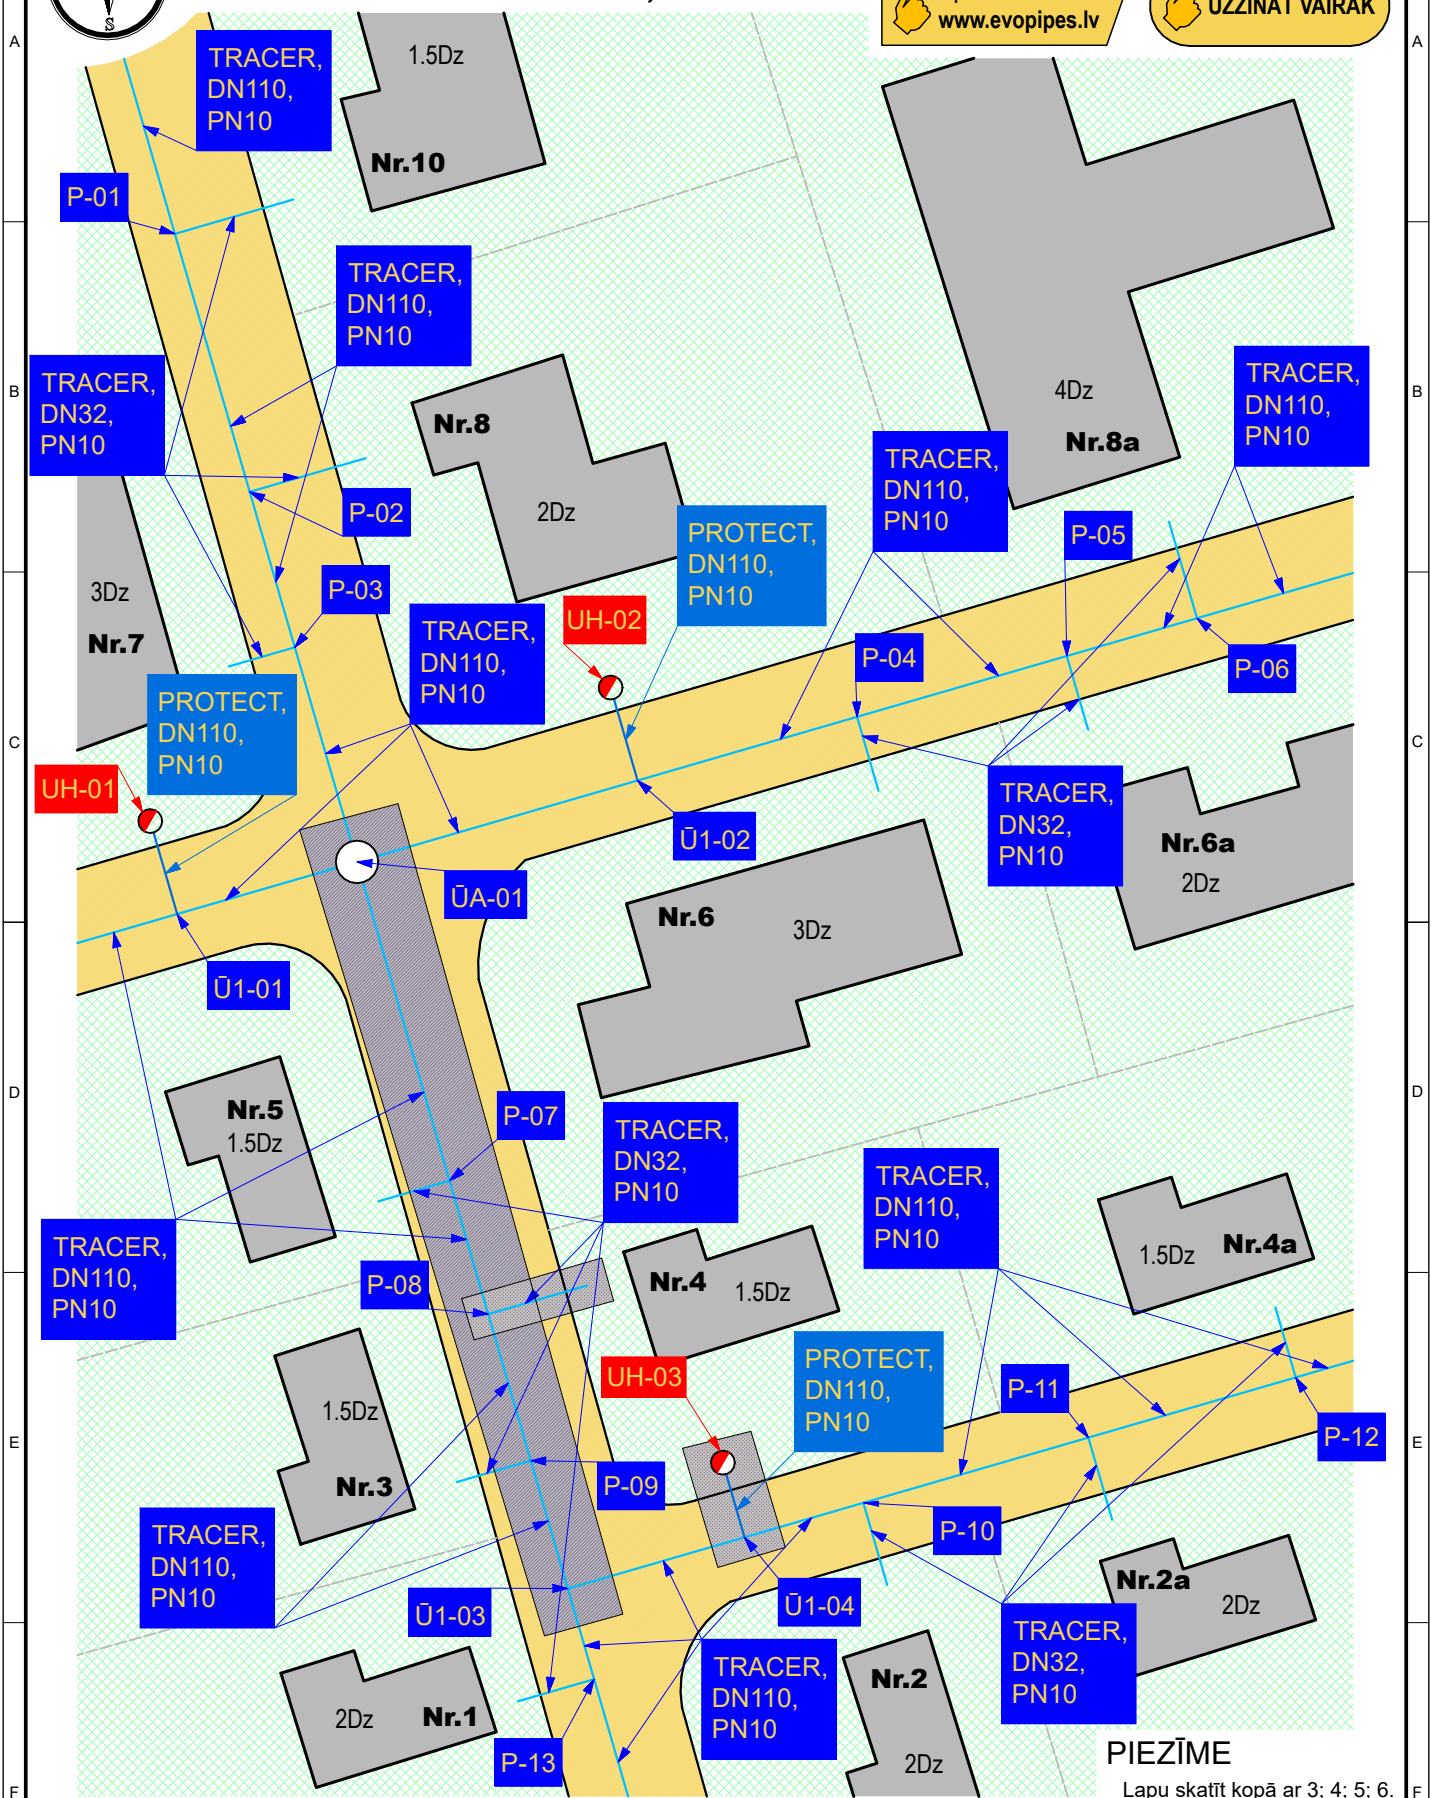 www.evopipes.lv
UZZINĀT VAIRĀK
S
A
A
TRACER,
DN110,
PN10
1.5Dz
Nr.10
P-01
TRACER,
DN110,
PN10
TRACER,
DN32,
PN10
B
B
Nr.8
2Dz
4Dz
Nr.8a
TRACER,
DN110,
PN10
TRACER,
DN110,
PN10
P-02
PROTECT,
DN110,
PN10
P-05
3Dz
Nr.7
P-03
UH-02
TRACER,
DN110,
PN10
P-04
P-06
PROTECT,
DN110,
PN10
C
C
UH-01
TRACER,
DN32,
PN10
Ū1-02
Nr.6a
2Dz
ŪA-01
Nr.6
3Dz
Ū1-01
D
D
Nr.5
1.5Dz
P-07
TRACER,
DN32,
PN10
TRACER,
DN110,
PN10
TRACER,
DN110,
PN10
P-08
Nr.4
1.5Dz
1.5Dz
Nr.4a
UH-03
PROTECT,
DN110,
PN10
P-11
1.5Dz
Nr.3
E
E
P-12
P-09
TRACER,
DN110,
PN10
P-10
Ū1-03
Ū1-04
Nr.2a
2Dz
TRACER,
DN110,
PN10
TRACER,
DN32,
PN10
Nr.2
2Dz
2Dz
Nr.1
P-13
PIEZĪME
Lapu skatīt kopā ar 3; 4; 5; 6.
F
F